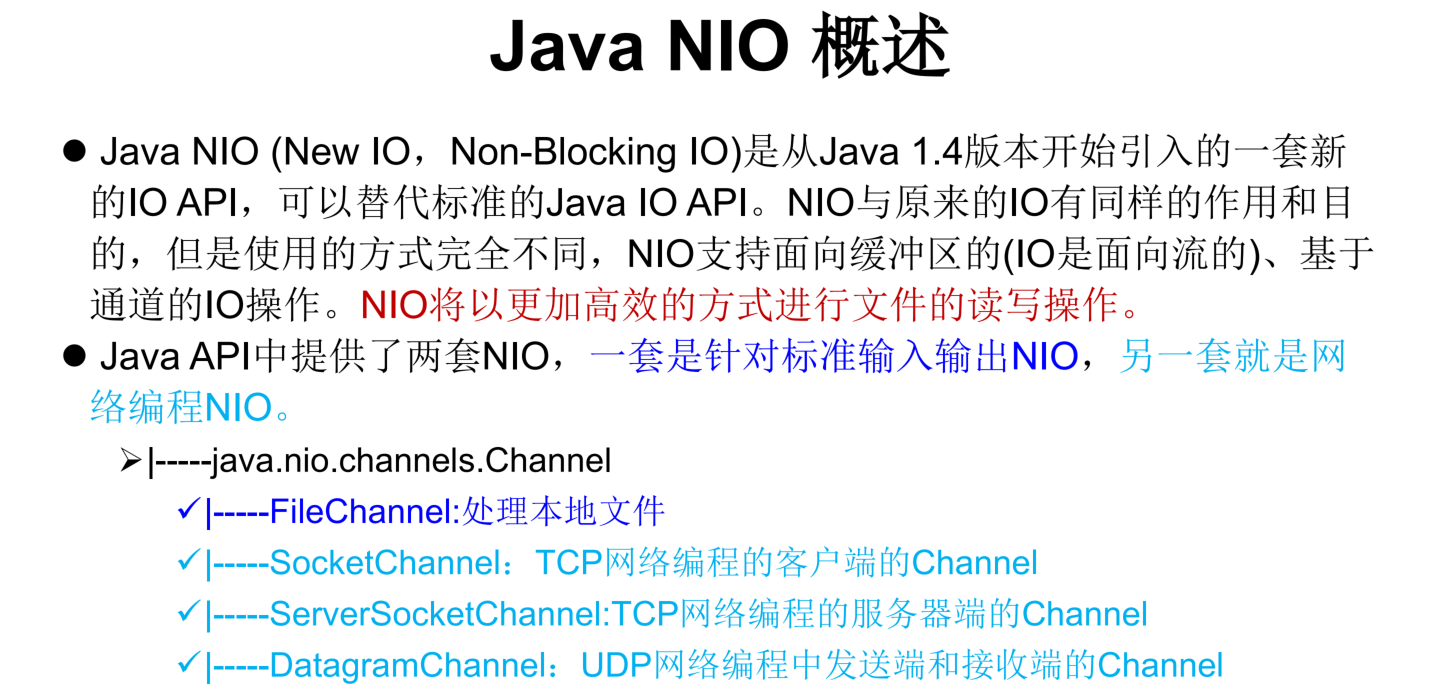 Java NIO 概述
● Java NIO (New IO，Non-Blocking IO)是从Java 1.4版本开始引入的一套新
的IO API，可以替代标准的Java IO API。NIO与原来的IO有同样的作用和目
的，但是使用的方式完全不同，NIO支持面向缓冲区的(IO是面向流的)、基于
通道的IO操作。NIO将以更加高效的方式进行文件的读写操作。
● Java API中提供了两套NIO，一套是针对标准输入输出NIO，另一套就是网
络编程NIO。
➢|-----java.nio.channels.Channel
✓|-----FileChannel:处理本地文件
✓|-----SocketChannel：TCP网络编程的客户端的Channel
✓|-----ServerSocketChannel:TCP网络编程的服务器端的Channel
✓|-----DatagramChannel：UDP网络编程中发送端和接收端的Channel